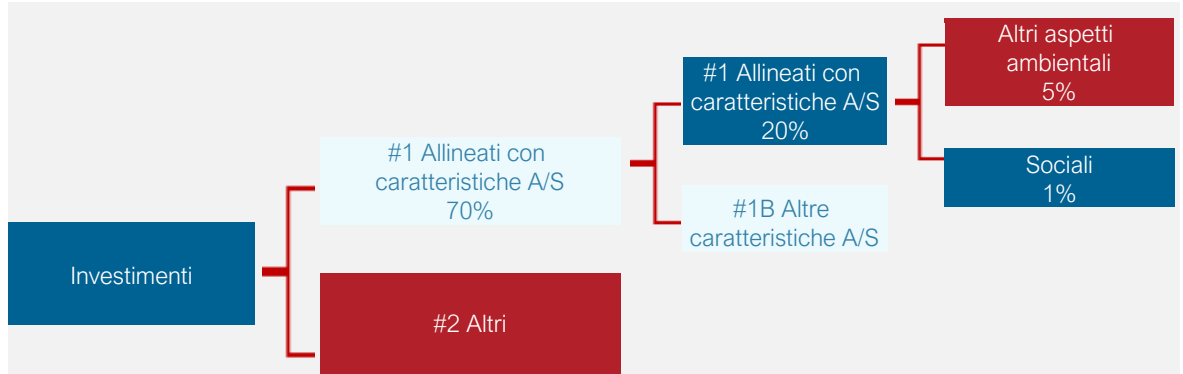 Investimenti
#1 Allineati con
caratteristiche A/S
70%
#2 Altri
#1 Allineati con
caratteristiche A/S
20%
#1B Altre
caratteristiche A/S
Altri aspetti
ambientali
5%
Sociali
1%